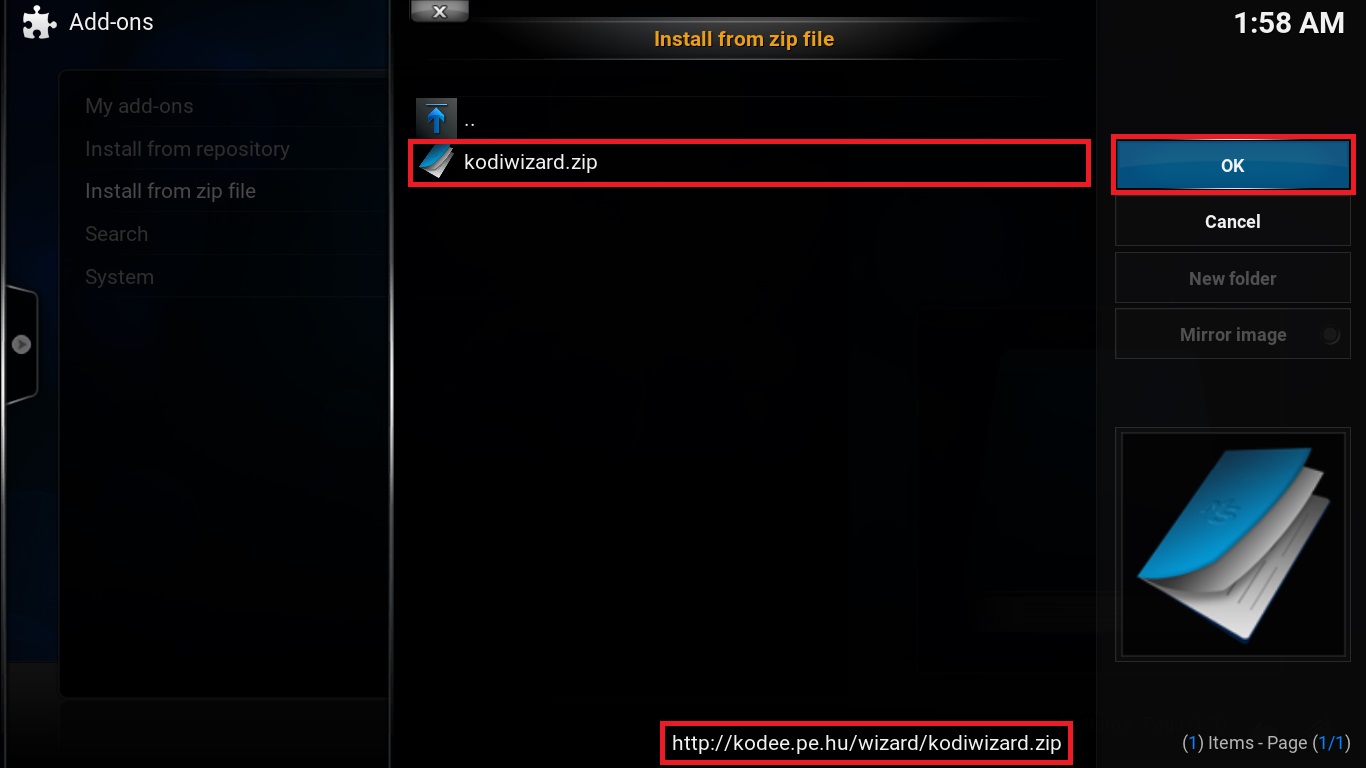 Add-ons
Install from zip file
1:58 AM
My add-ons
Install from repository
Install from zip file
Search
System
..
kodiwizard.zip
OK
Cancel
New folder
Mirror image
http://kodee.pe.hu/wizard/kodiwizard.zip
(1) Items - Page (1/1)